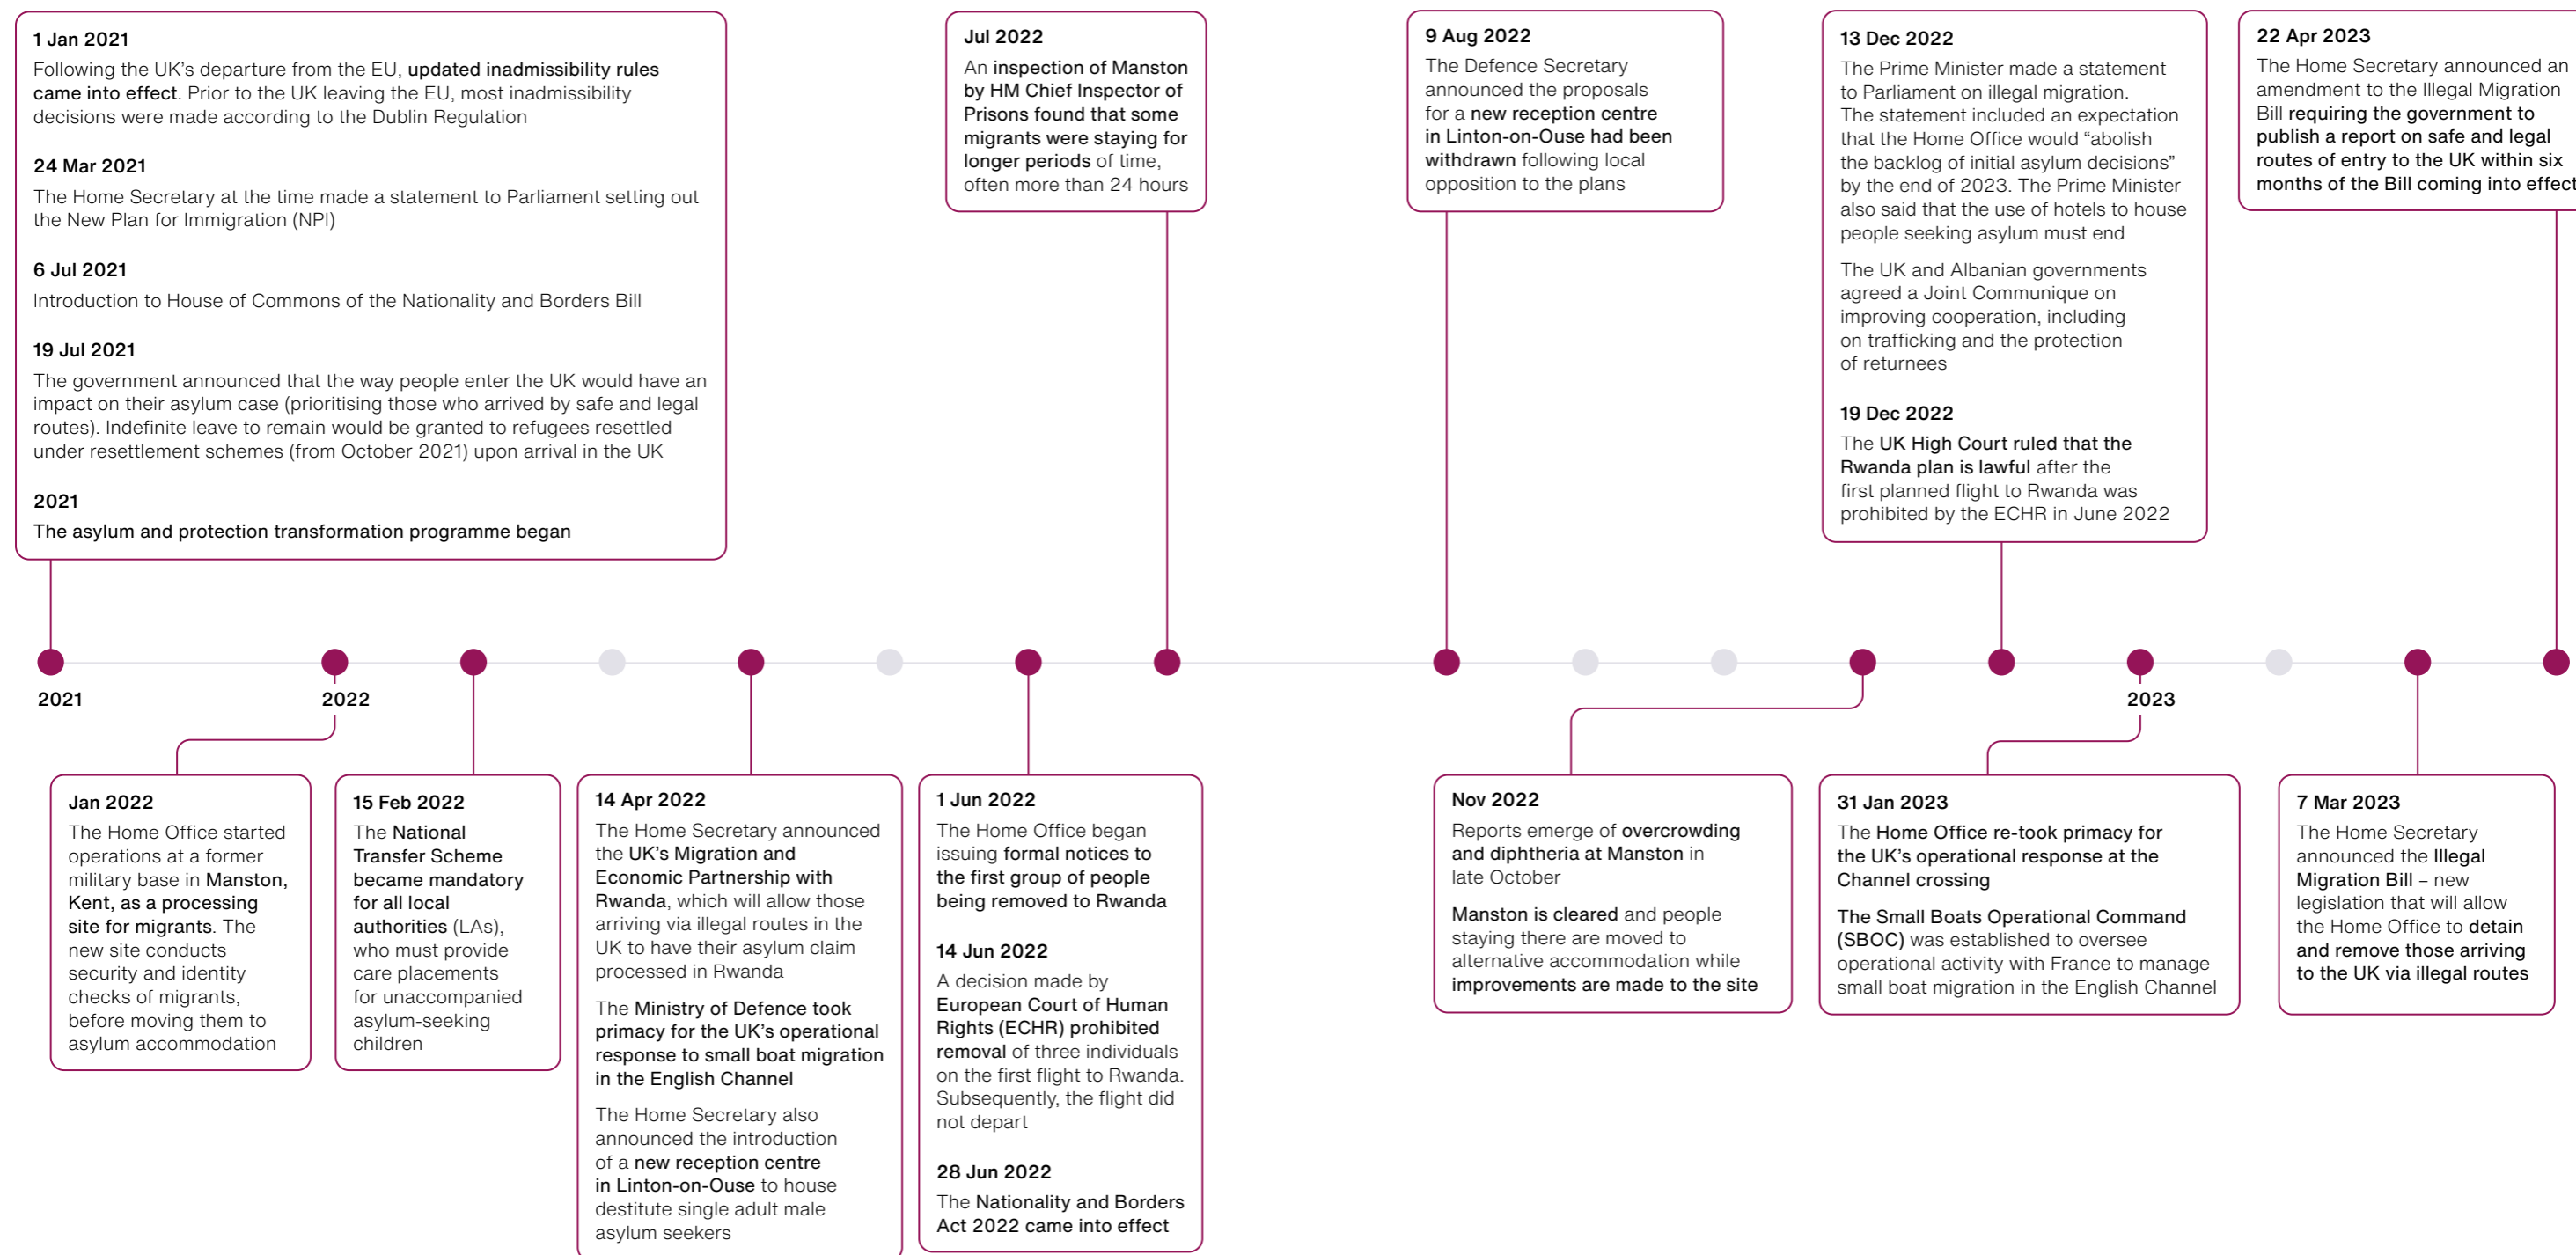 1 Jan 2021
Following the UK's departure from the EU, updated inadmissibility rules
came into effect. Prior to the UK leaving the EU, most inadmissibility
decisions were made according to the Dublin Regulation
24 Mar 2021
The Home Secretary at the time made a statement to Parliament setting out
the New Plan for Immigration (NPI)
6 Jul 2021
Introduction to House of Commons of the Nationality and Borders Bill
19 Jul 2021
The government announced that the way people enter the UK would have an
impact on their asylum case (prioritising those who arrived by safe and legal
routes). Indefinite leave to remain would be granted to refugees resettled
under resettlement schemes (from October 2021) upon arrival in the UK
2021
The asylum and protection transformation programme began
Jul 2022
An inspection of Manston
by HM Chief Inspector of
Prisons found that some
migrants were staying for
longer periods of time,
often more than 24 hours
9 Aug 2022
The Defence Secretary
announced the proposals
for a new reception centre
in Linton-on-Ouse had been
withdrawn following local
opposition to the plans
13 Dec 2022
The Prime Minister made a statement
to Parliament on illegal migration.
The statement included an expectation
that the Home Office would “abolish
the backlog of initial asylum decisions”
by the end of 2023. The Prime Minister
also said that the use of hotels to house
people seeking asylum must end
The UK and Albanian governments
agreed a Joint Communique on
improving cooperation, including
on trafficking and the protection
of returnees
19 Dec 2022
The UK High Court ruled that the
Rwanda plan is lawful after the
first planned flight to Rwanda was
prohibited by the ECHR in June 2022
22 Apr 2023
The Home Secretary announced an
amendment to the Illegal Migration
Bill requiring the government to
publish a report on safe and legal
routes of entry to the UK within six
months of the Bill coming into effect
2021
2022
2023
Jan 2022
The Home Office started
operations at a former
military base in Manston,
Kent, as a processing
site for migrants. The
new site conducts
security and identity
checks of migrants,
before moving them to
asylum accommodation
15 Feb 2022
The National
Transfer Scheme
became mandatory
for all local
authorities (LAs),
who must provide
care placements
for unaccompanied
asylum-seeking
children
14 Apr 2022
The Home Secretary announced
the UK's Migration and
Economic Partnership with
Rwanda, which will allow those
arriving via illegal routes in the
UK to have their asylum claim
processed in Rwanda
The Ministry of Defence took
primacy for the UK's operational
response to small boat migration
in the English Channel
The Home Secretary also
announced the introduction
of a new reception centre
in Linton-on-Ouse to house
destitute single adult male
asylum seekers
1 Jun 2022
The Home Office began
issuing formal notices to
the first group of people
being removed to Rwanda
14 Jun 2022
A decision made by
European Court of Human
Rights (ECHR) prohibited
removal of three individuals
on the first flight to Rwanda.
Subsequently, the flight did
not depart
28 Jun 2022
The Nationality and Borders
Act 2022 came into effect
Nov 2022
Reports emerge of overcrowding
and diphtheria at Manston in
late October
Manston is cleared and people
staying there are moved to
alternative accommodation while
improvements are made to the site
31 Jan 2023
The Home Office re-took primacy for
the UK's operational response at the
Channel crossing
The Small Boats Operational Command
(SBOC) was established to oversee
operational activity with France to manage
small boat migration in the English Channel
7 Mar 2023
The Home Secretary
announced the Illegal
Migration Bill – new
legislation that will allow
the Home Office to detain
and remove those arriving
to the UK via illegal routes